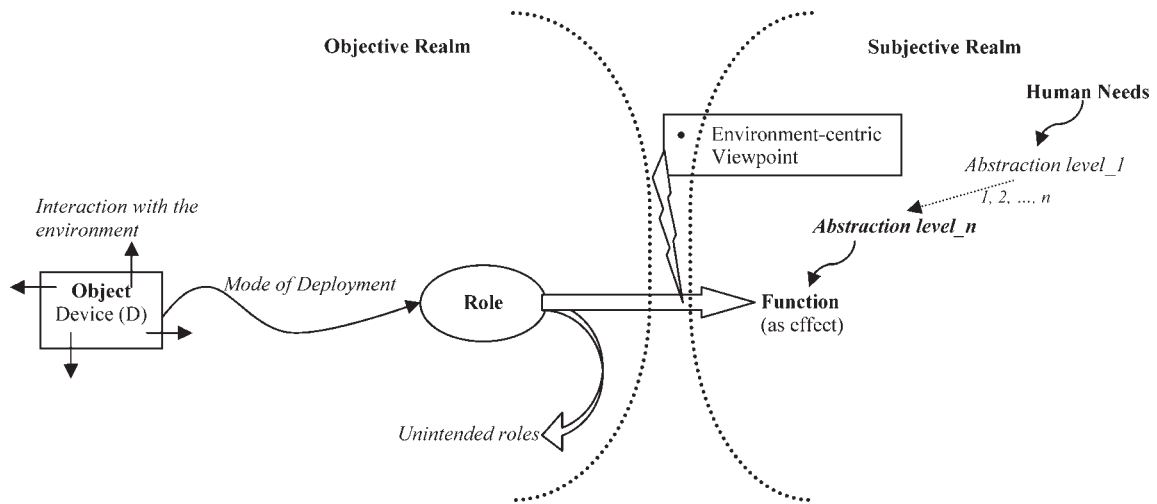 Objective Realm
Subjective Realm
Human Needs
• Environment-centric
Viewpoint
Abstraction level_1
1, 2, ..., n
Abstraction level_n
Interaction with the
environment
Object
Device (D)
Mode of Deployment
Role
Function
(as effect)
Unintended roles